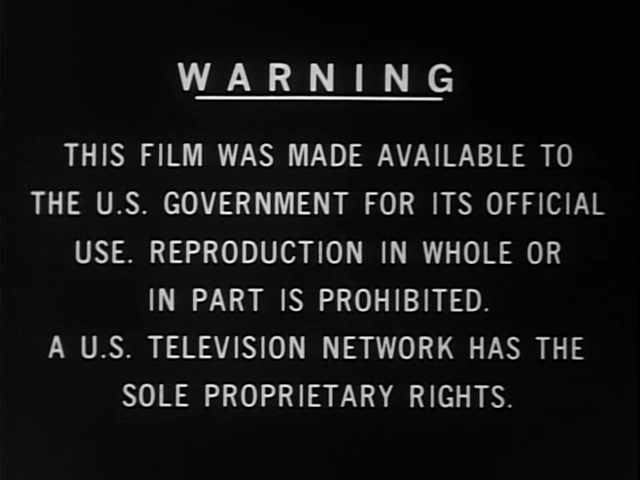 WARNING
THIS FILM WAS MADE AVAILABLE TO
THE U.S. GOVERNMENT FOR ITS OFFICIAL
USE. REPRODUCTION IN WHOLE OR
IN PART IS PROHIBITED.
A U.S. TELEVISION NETWORK HAS THE
SOLE PROPRIETARY RIGHTS.